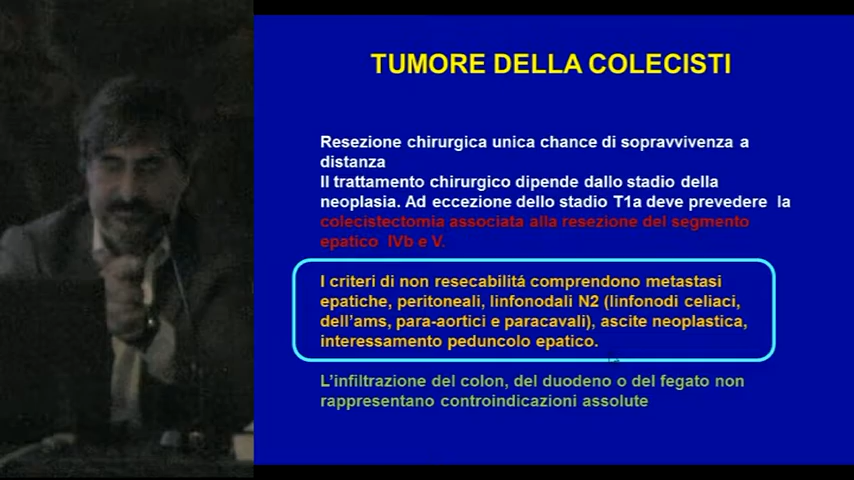 TUMORE DELLA COLECISTI
Resezione chirurgica unica chance di sopravvivenza a
distanza
Il trattamento chirurgico dipende dallo stadio della
neoplasia. Ad eccezione dello stadio T1a deve prevedere la
colecistectomia associata alla resezione del segmento
epatico IVb e V.
I criteri di non resecabilitá comprendono metastasi
epatiche, peritoneali, linfonodali N2 (linfonodi celiaci,
dell'ams, para-aortici e paracavali), ascite neoplastica,
interessamento peduncolo epatico.
L'infiltrazione del colon, del duodeno o del fegato non
rappresentano controindicazioni assolute